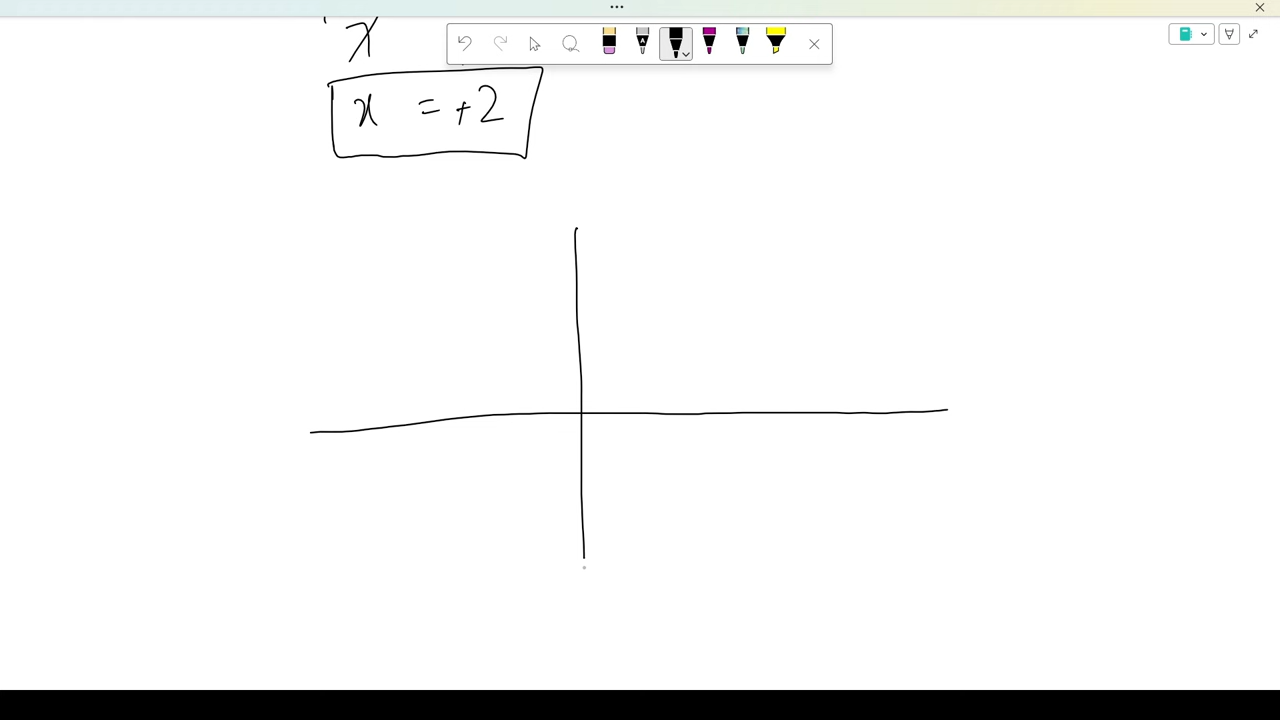 x
x = +2